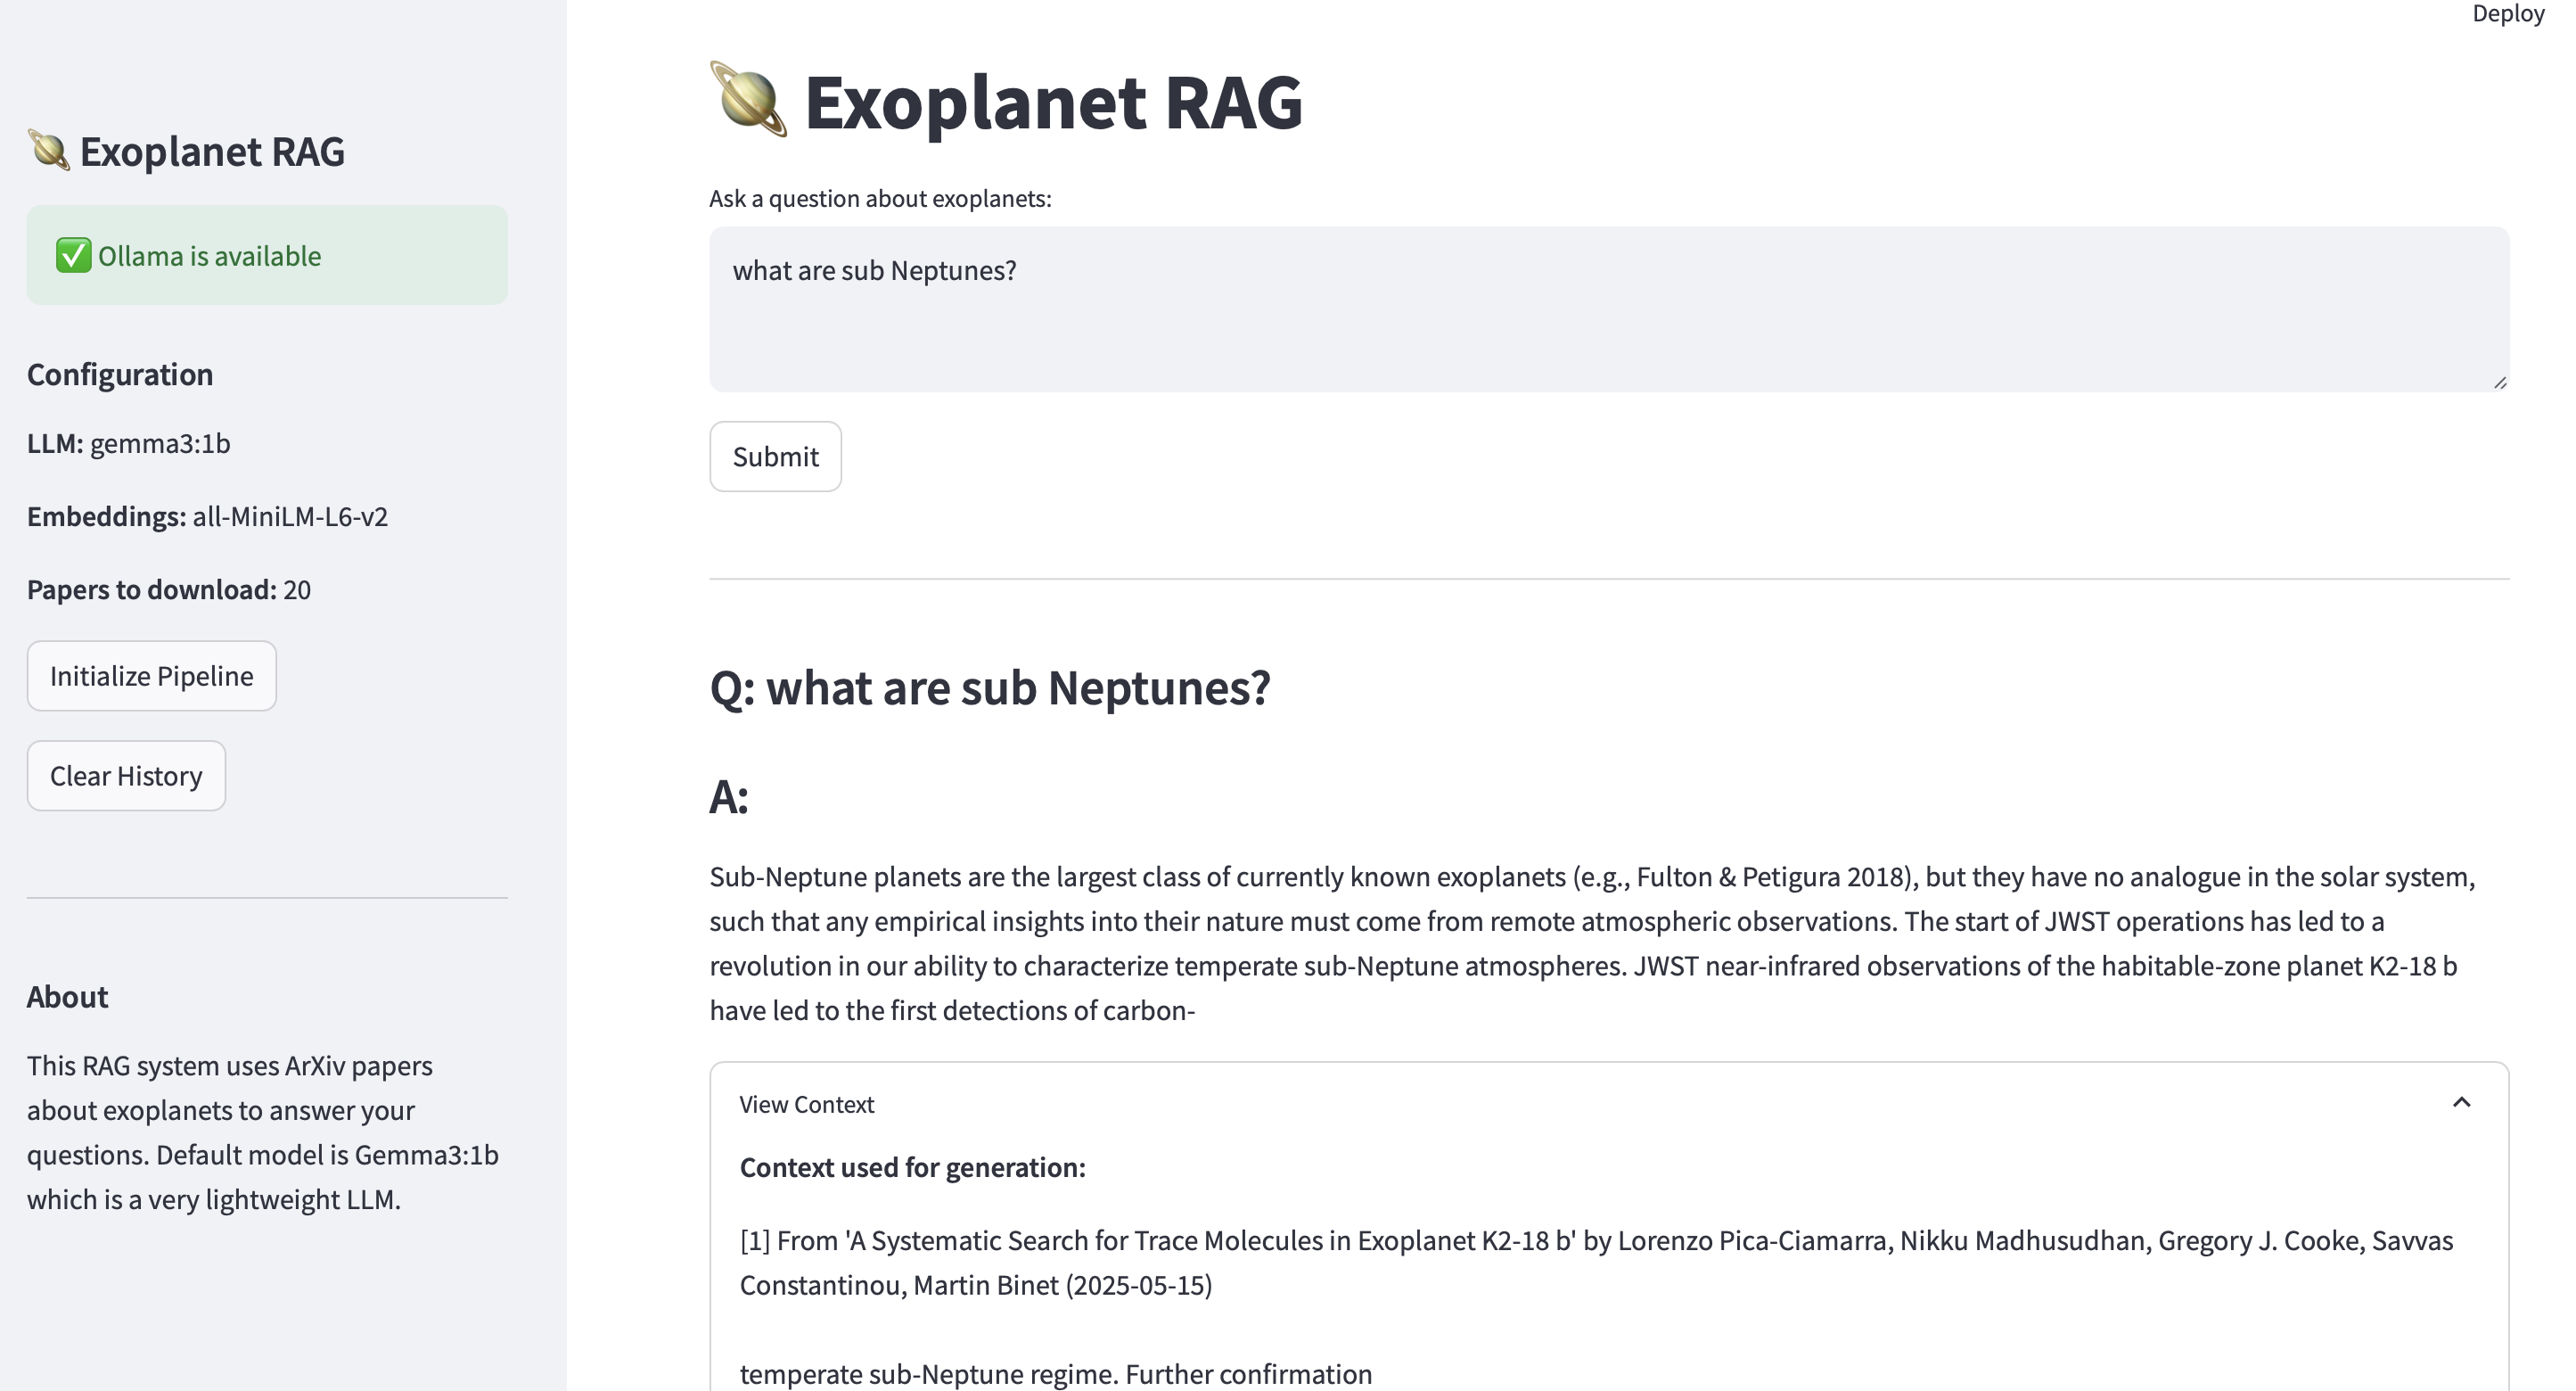 Deploy
🪐 Exoplanet RAG
✅ Ollama is available
Configuration
LLM: gemma3:1b
Embeddings: all-MiniLM-L6-v2
Papers to download: 20
Initialize Pipeline
Clear History
About
This RAG system uses ArXiv papers
about exoplanets to answer your
questions. Default model is Gemma3:1b
which is a very lightweight LLM.
🪐 Exoplanet RAG
Ask a question about exoplanets:
what are sub Neptunes?
Submit
Q: what are sub Neptunes?
A:
Sub-Neptune planets are the largest class of currently known exoplanets (e.g., Fulton & Petigura 2018), but they have no analogue in the solar system,
such that any empirical insights into their nature must come from remote atmospheric observations. The start of JWST operations has led to a
revolution in our ability to characterize temperate sub-Neptune atmospheres. JWST near-infrared observations of the habitable-zone planet K2-18 b
have led to the first detections of carbon-
View Context
Context used for generation:
[1] From 'A Systematic Search for Trace Molecules in Exoplanet K2-18 b' by Lorenzo Pica-Ciamarra, Nikku Madhusudhan, Gregory J. Cooke, Savvas
Constantinou, Martin Binet (2025-05-15)
temperate sub-Neptune regime. Further confirmation